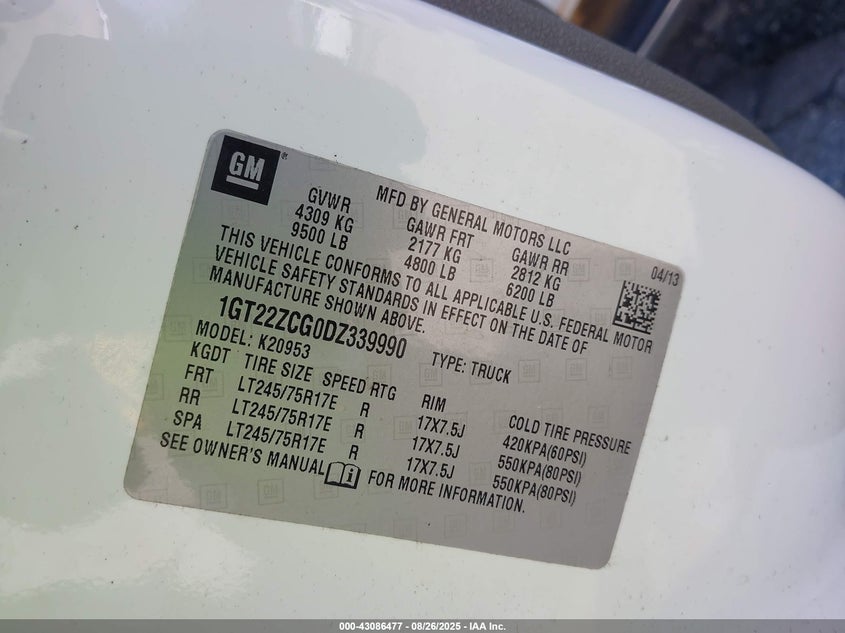 GM ®
MFD BY GENERAL MOTORS LLC 04/13
GVWR GAWR FRT GAWR RR
4309 KG 2177 KG 2812 KG
9500 LB 4800 LB 6200 LB
THIS VEHICLE CONFORMS TO ALL APPLICABLE U.S. FEDERAL MOTOR
VEHICLE SAFETY STANDARDS IN EFFECT ON THE DATE OF
MANUFACTURE SHOWN ABOVE.
1GT22ZCG0DZ339990 TYPE: TRUCK
MODEL: K20953
KGDT TIRE SIZE SPEED RTG RIM COLD TIRE PRESSURE
FRT LT245/75R17E R 17X7.5J 420KPA(60PSI)
RR LT245/75R17E R 17X7.5J 550KPA(80PSI)
SPA LT245/75R17E R 17X7.5J 550KPA(80PSI)
SEE OWNER'S MANUAL FOR MORE INFORMATION.
000-43086477 - 08/26/2025 - IAA Inc.